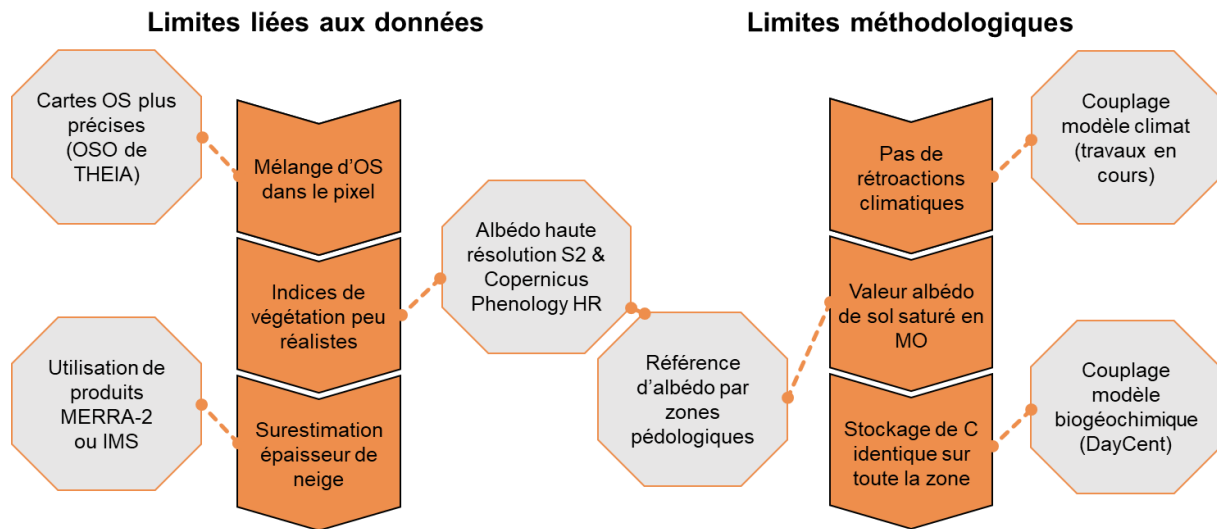 Limites liées aux données
Cartes OS plus
précises
(OSO de
THEIA)
Mélange d’OS
dans le pixel
Indices de
végétation peu
réalistes
Albédo haute
résolution S2 &
Copernicus
Phenology HR
Utilisation de
produits
MERRA-2
ou IMS
Surestimation
épaisseur de
neige
Limites méthodologiques
Pas de
rétroactions
climatiques
Couplage
modèle climat
(travaux en
cours)
Valeur albédo
de sol saturé en
MO
Référence
d’albédo par
zones
pédologiques
Stockage de C
identique sur
toute la zone
Couplage
modèle
biogéochimique
(DayCent)